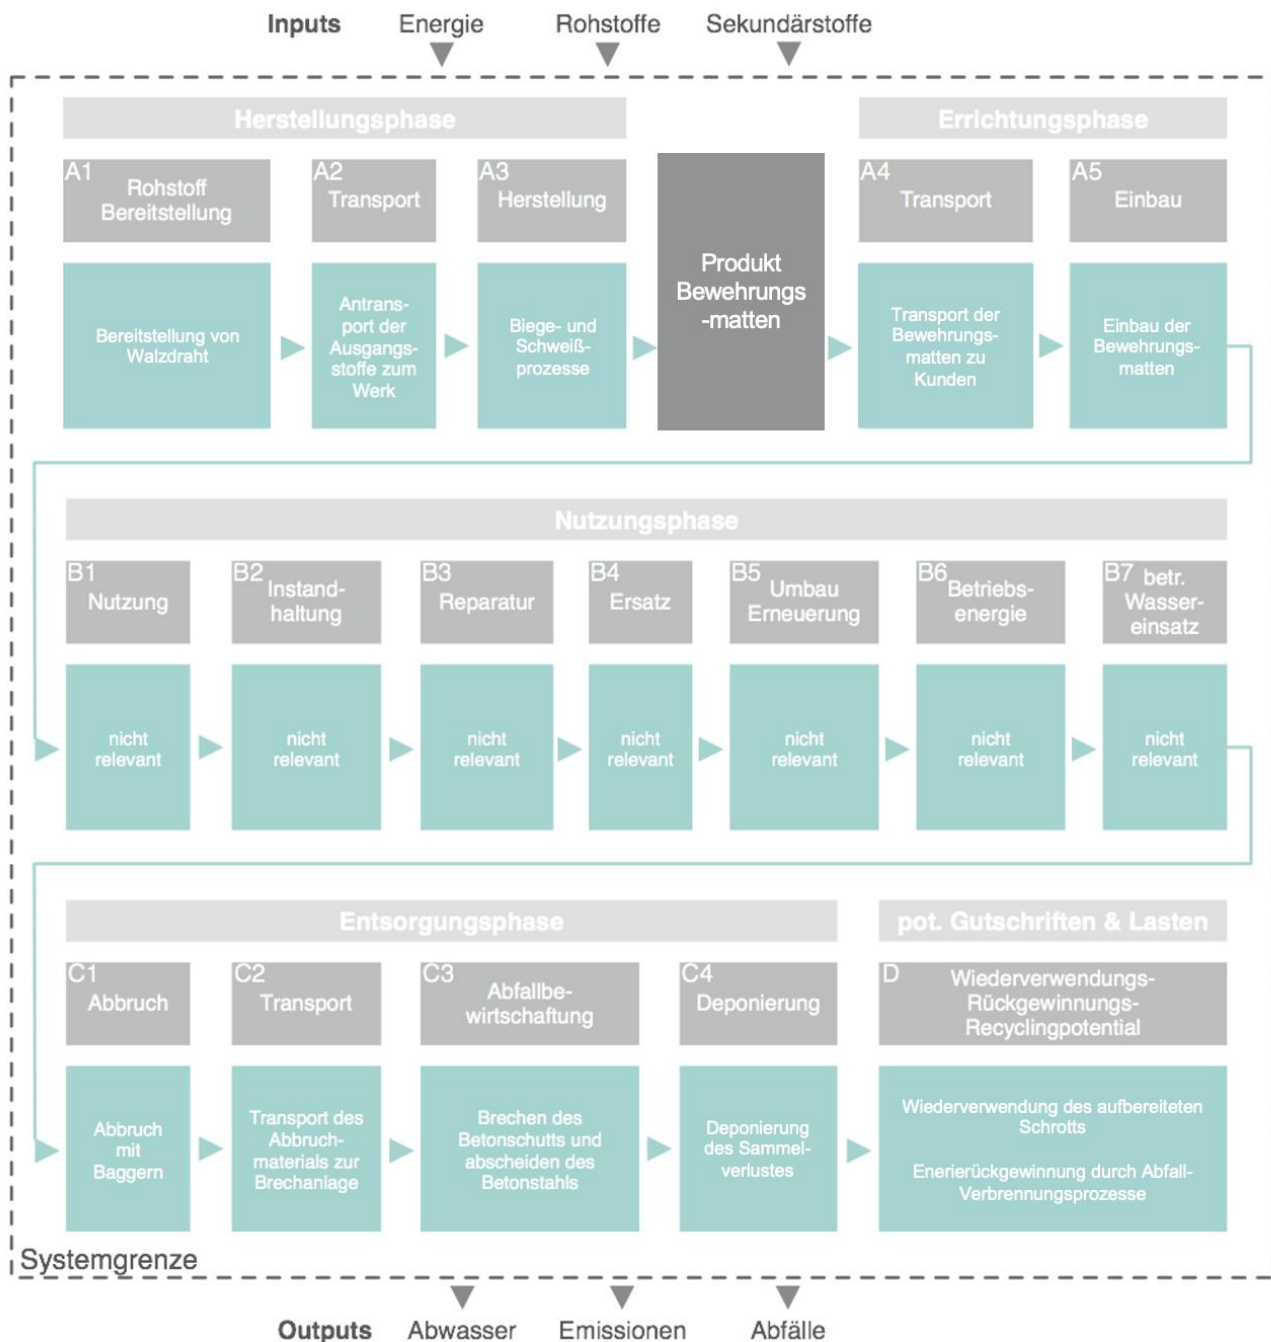 Inputs Energie Rohstoffe Sekundärstoffe
Herstellungsphase
Errichtungsphase
A1
Rohstoff
Bereitstellung
A2
Transport
A3
Herstellung
Produkt
Bewehrungs
-matten
A4
Transport
A5
Einbau
Bereitstellung von
Walzdraht
Antrans-
port der
Ausgangs-
stoffe zum
Werk
Biege- und
Schweiß-
prozesse
Transport der
Bewehrungs-
matten zu
Kunden
Einbau der
Bewehrungs-
matten
Nutzungsphase
B1
Nutzung
B2
Instand-
haltung
B3
Reparatur
B4
Ersatz
B5
Umbau
Erneuerung
B6
Betriebs-
energie
B7
betr.
Wasser-
einsatz
nicht
relevant
nicht
relevant
nicht
relevant
nicht
relevant
nicht
relevant
nicht
relevant
nicht
relevant
Entsorgungsphase
pot. Gutschriften & Lasten
C1
Abbruch
C2
Transport
C3
Abfallbe-
wirtschaftung
C4
Deponierung
D
Wiederverwendungs-
Rückgewinnungs-
Recyclingpotential
Abbruch
mit
Baggern
Transport des
Abbruch-
materials zur
Brechanlage
Brechen des
Betonschutts und
abscheiden des
Betonstahls
Deponierung
des Sammel-
verlustes
Wiederverwendung des aufbereiteten
Schrotts
Enerierückgewinnung durch Abfall-
Verbrennungsprozesse
Systemgrenze
Outputs Abwasser Emissionen Abfälle